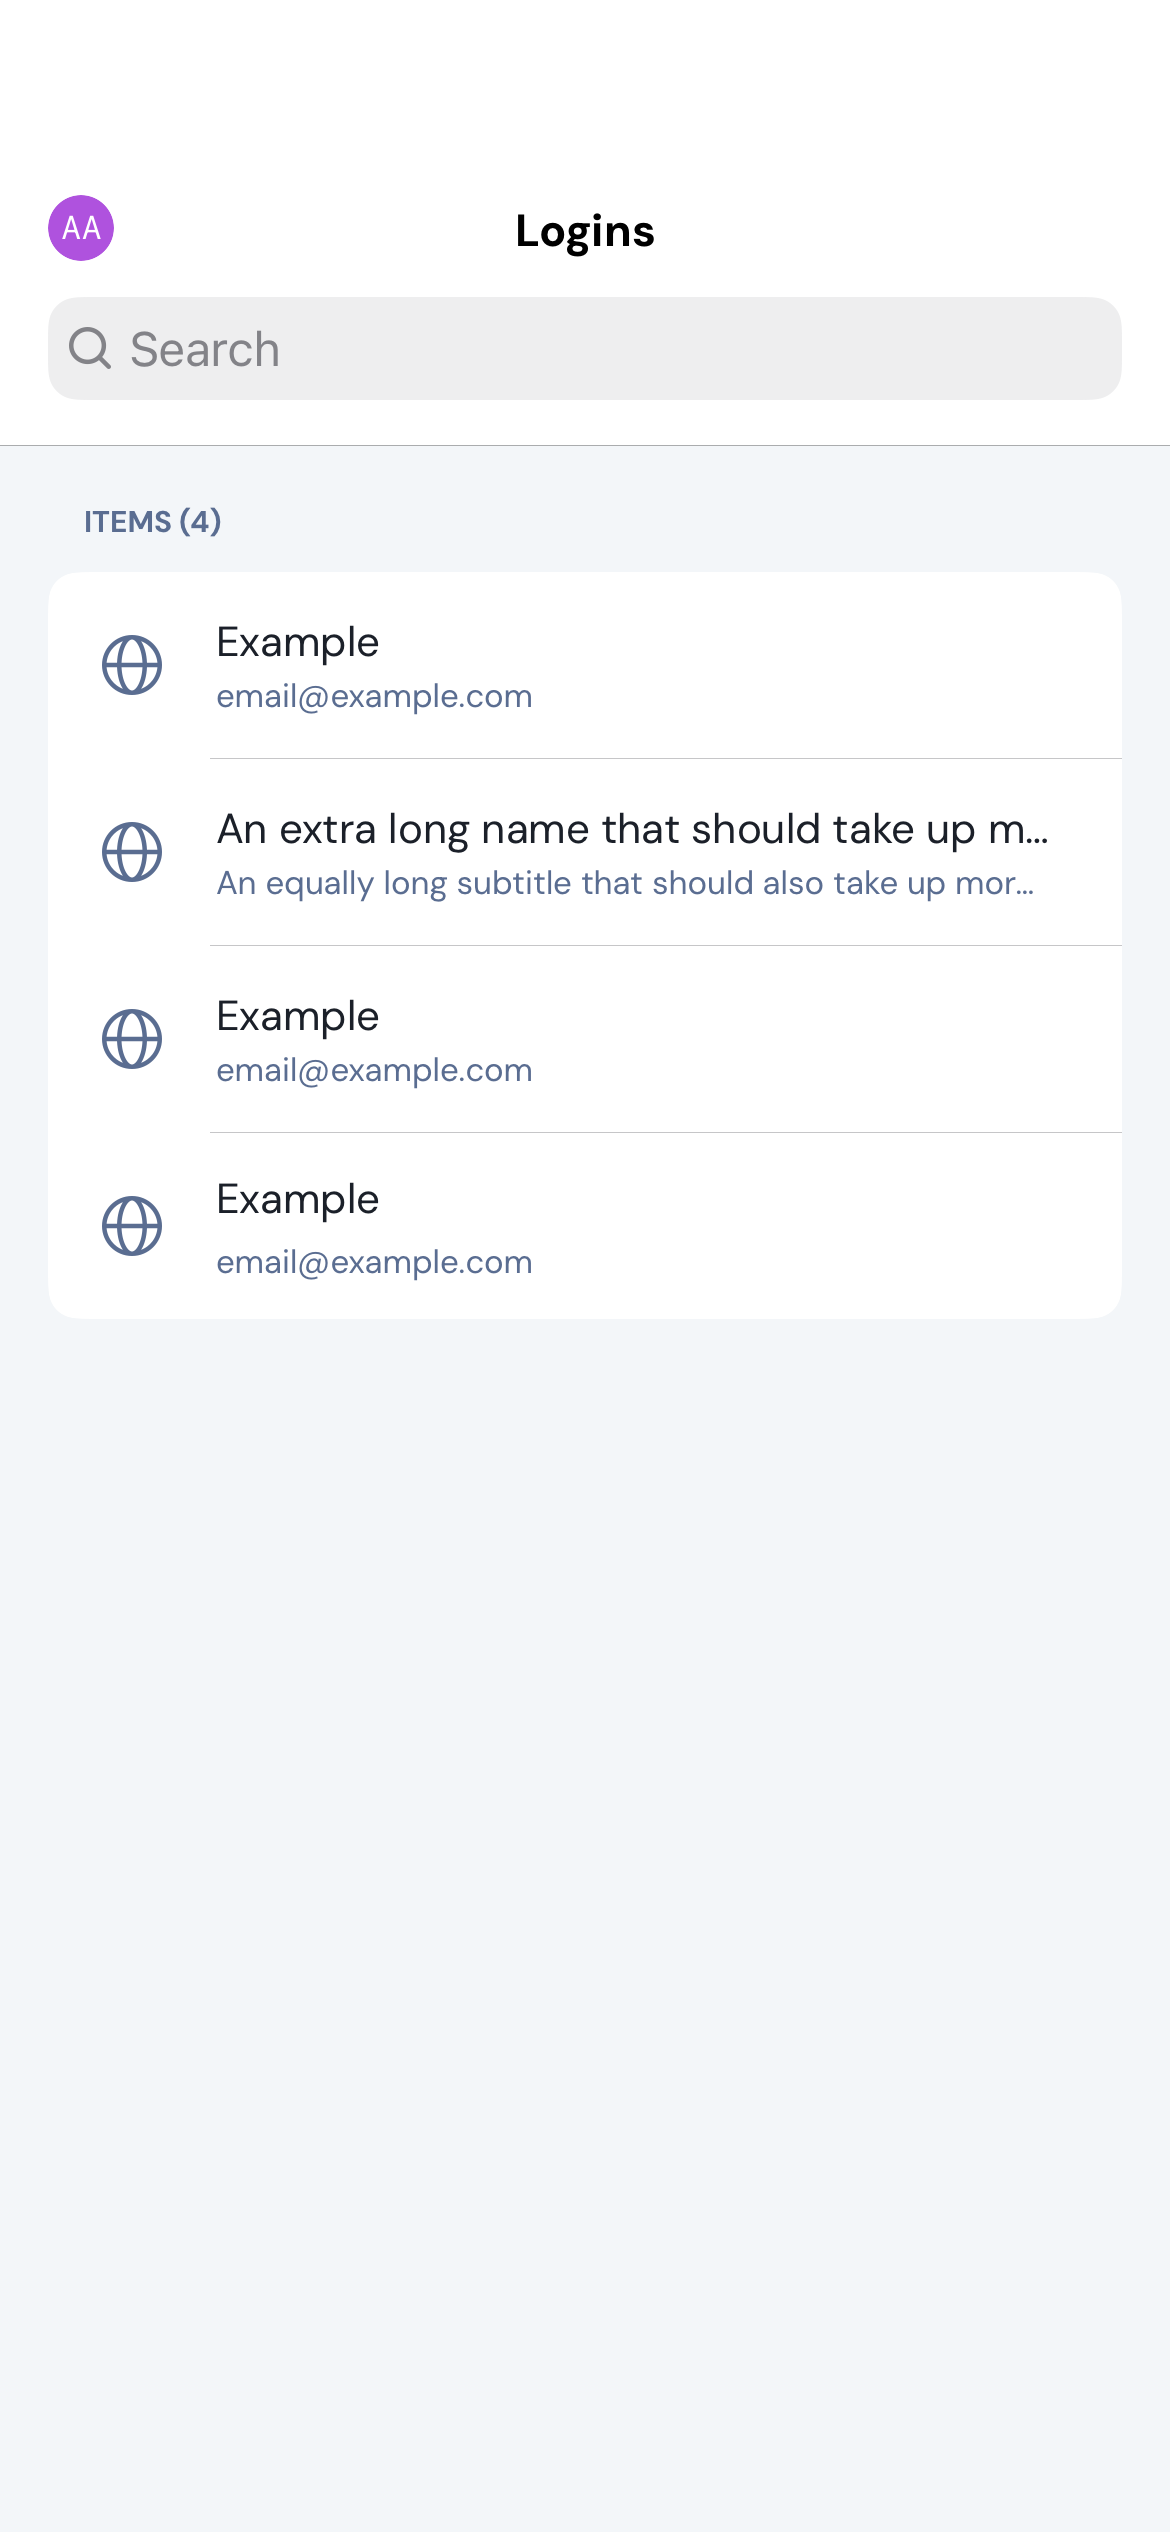 AA
Logins
Search
ITEMS (4)
Example
email@example.com
An extra long name that should take up m...
An equally long subtitle that should also take up mor...
Example
email@example.com
Example
email@example.com